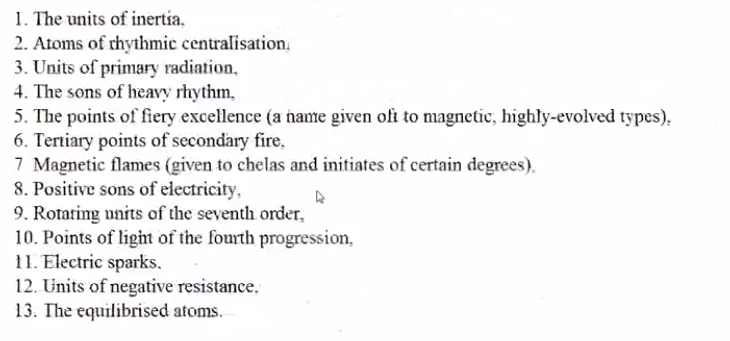 1. The units of inertia,
2. Atoms of rhythmic centralisation,
3. Units of primary radiation,
4. The sons of heavy rhythm,
5. The points of fiery excellence (a name given oft to magnetic, highly-evolved types),
6. Tertiary points of secondary fire,
7 Magnetic flames (given to chelas and initiates of certain degrees),
8. Positive sons of electricity,
9. Rotating units of the seventh order,
10. Points of light of the fourth progression,
11. Electric sparks,
12. Units of negative resistance,
13. The equilibrised atoms.